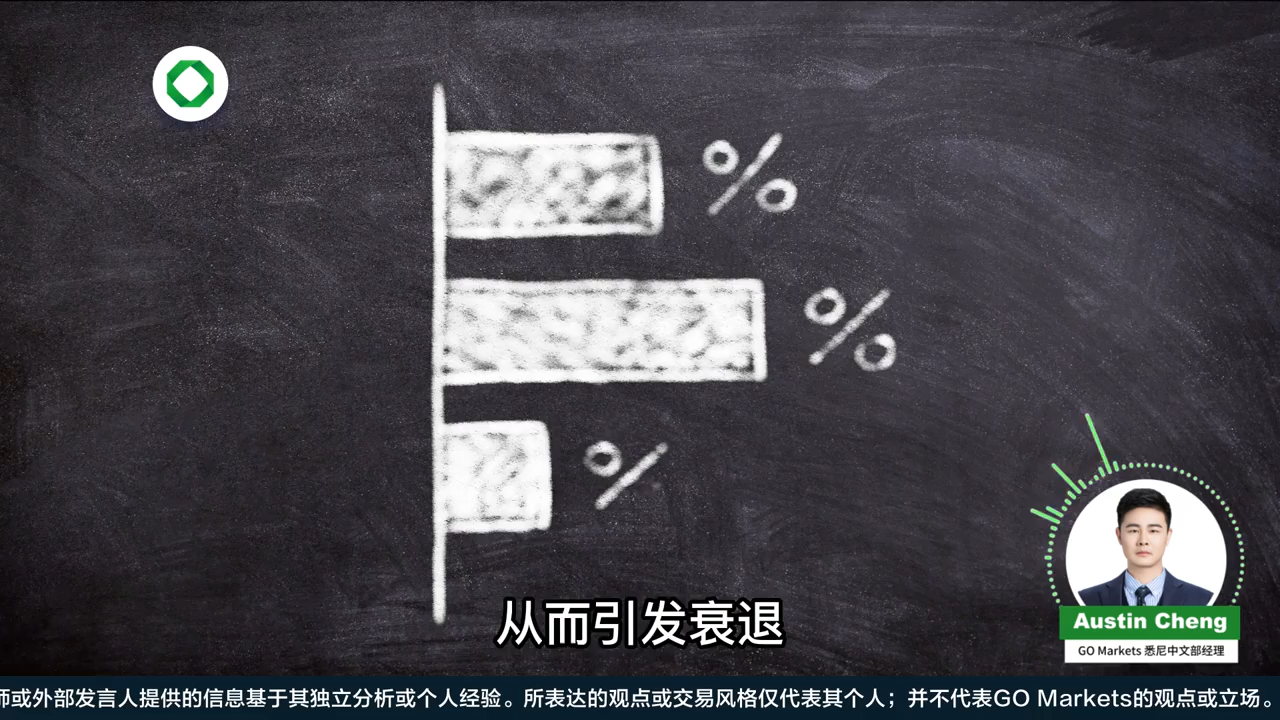 %
%
%
从而引发衰退
Austin Cheng
GO Markets 悉尼中文部经理
师或外部发言人提供的信息基于其独立分析或个人经验。所表达的观点或交易风格仅代表其个人；并不代表GO Markets的观点或立场。